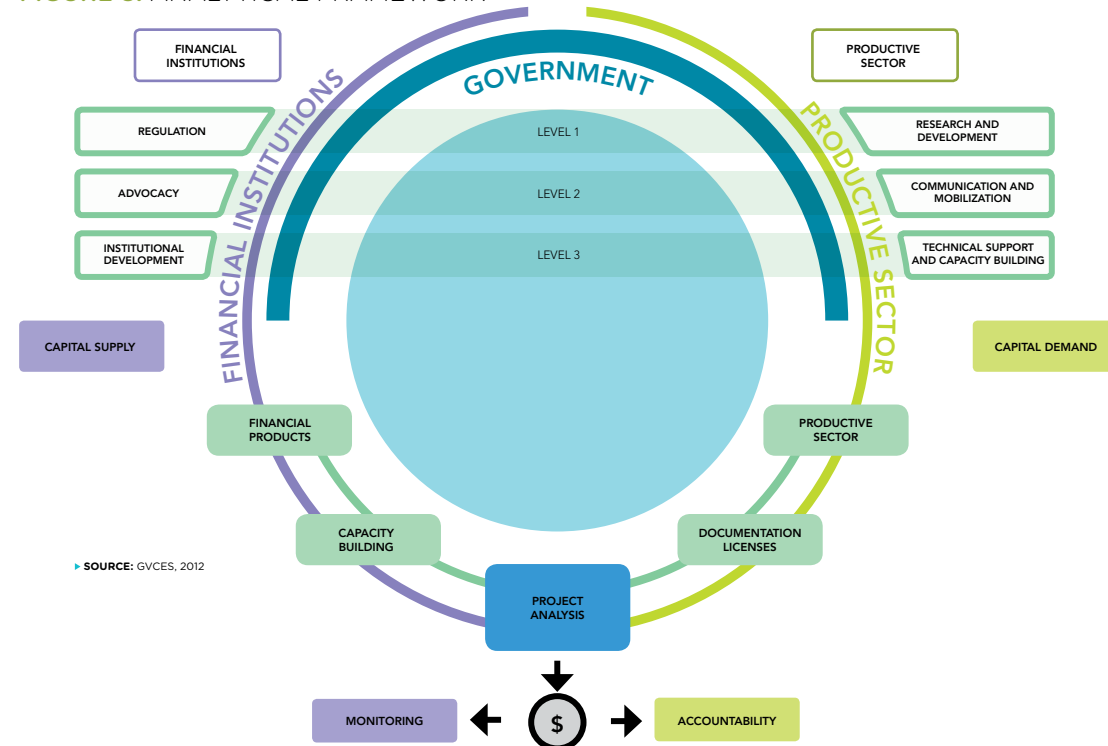 FINANCIAL
INSTITUTIONS
PRODUCTIVE
SECTOR
GOVERNMENT
FINANCIAL INSTITUTIONS
PRODUCTIVE SECTOR
REGULATION
LEVEL 1
RESEARCH AND
DEVELOPMENT
ADVOCACY
LEVEL 2
COMMUNICATION AND
MOBILIZATION
INSTITUTIONAL
DEVELOPMENT
LEVEL 3
TECHNICAL SUPPORT
AND CAPACITY BUILDING
CAPITAL SUPPLY
CAPITAL DEMAND
FINANCIAL
PRODUCTS
PRODUCTIVE
SECTOR
CAPACITY
BUILDING
DOCUMENTATION
LICENSES
SOURCE: GVCES, 2012
PROJECT
ANALYSIS
MONITORING
$
ACCOUNTABILITY